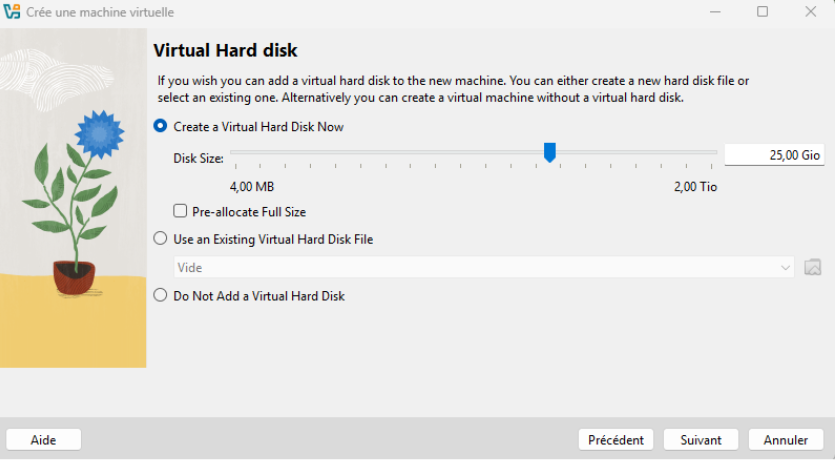 Crée une machine virtuelle
Virtual Hard disk
If you wish you can add a virtual hard disk to the new machine. You can either create a new hard disk file or
select an existing one. Alternatively you can create a virtual machine without a virtual hard disk.
Create a Virtual Hard Disk Now
Disk Size:
25,00 Gio
4,00 MB
2,00 Tio
Pre-allocate Full Size
Use an Existing Virtual Hard Disk File
Vide
Do Not Add a Virtual Hard Disk
Aide
Précédent
Suivant
Annuler